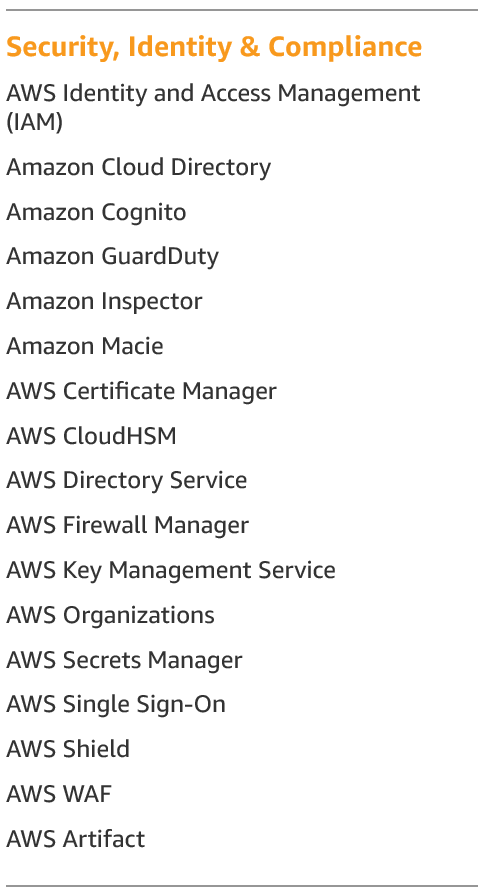 Security, Identity & Compliance
AWS Identity and Access Management
(IAM)
Amazon Cloud Directory
Amazon Cognito
Amazon GuardDuty
Amazon Inspector
Amazon Macie
AWS Certificate Manager
AWS CloudHSM
AWS Directory Service
AWS Firewall Manager
AWS Key Management Service
AWS Organizations
AWS Secrets Manager
AWS Single Sign-On
AWS Shield
AWS WAF
AWS Artifact